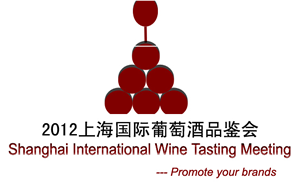 2012上海国际葡萄酒品鉴会
Shanghai International Wine Tasting Meeting
--- Promote your brands